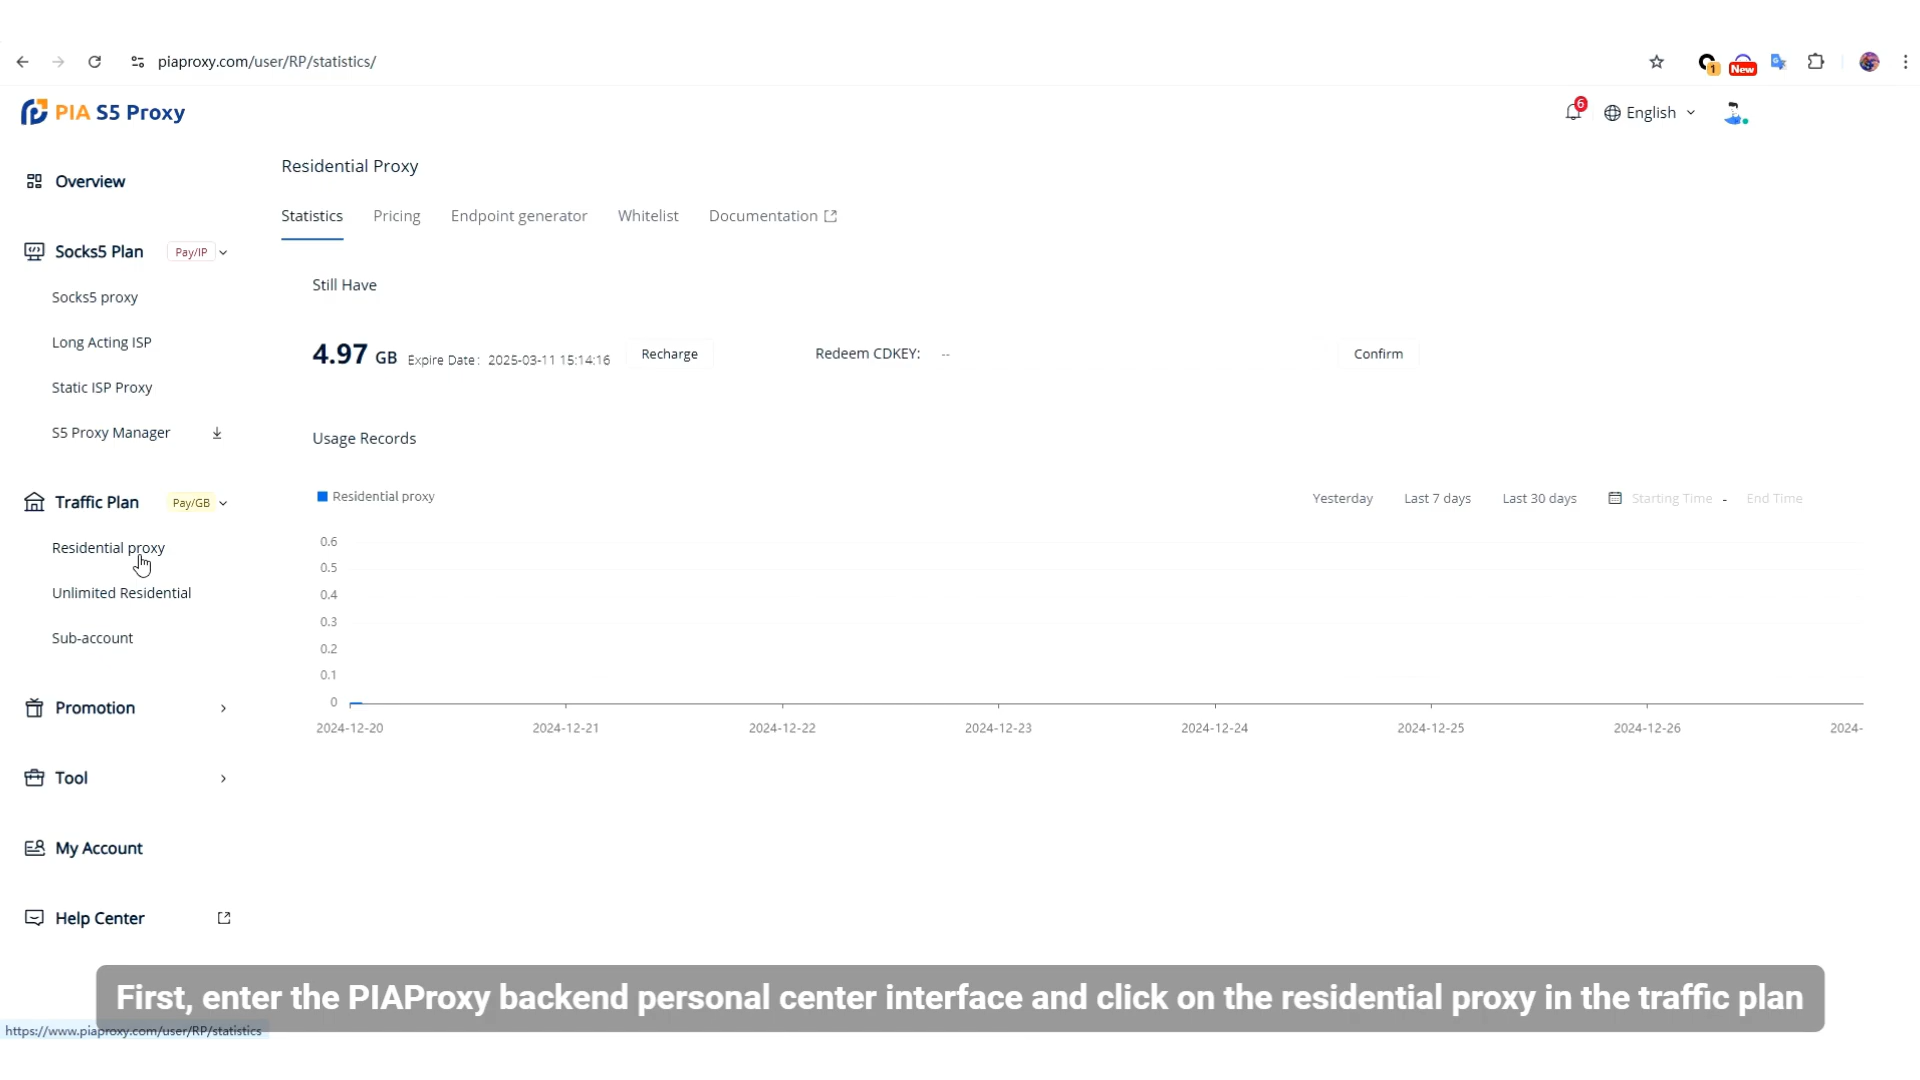 piaproxy.com/user/RP/statistics/
1
New
PIA S5 Proxy
6
English
Overview
Socks5 Plan Pay/IP
Socks5 proxy
Long Acting ISP
Static ISP Proxy
S5 Proxy Manager
Traffic Plan Pay/GB
Residential proxy
Unlimited Residential
Sub-account
Promotion
Tool
My Account
Help Center
Residential Proxy
Statistics Pricing Endpoint generator Whitelist Documentation
Still Have
4.97 GB Expire Date: 2025-03-11 15:14:16 Recharge Redeem CDKEY: -- Confirm
Usage Records
Residential proxy Yesterday Last 7 days Last 30 days Starting Time - End Time
0.6
0.5
0.4
0.3
0.2
0.1
0
2024-12-20 2024-12-21 2024-12-22 2024-12-23 2024-12-24 2024-12-25 2024-12-26 2024-
First, enter the PIAProxy backend personal center interface and click on the residential proxy in the traffic plan
https://www.piaproxy.com/user/RP/statistics